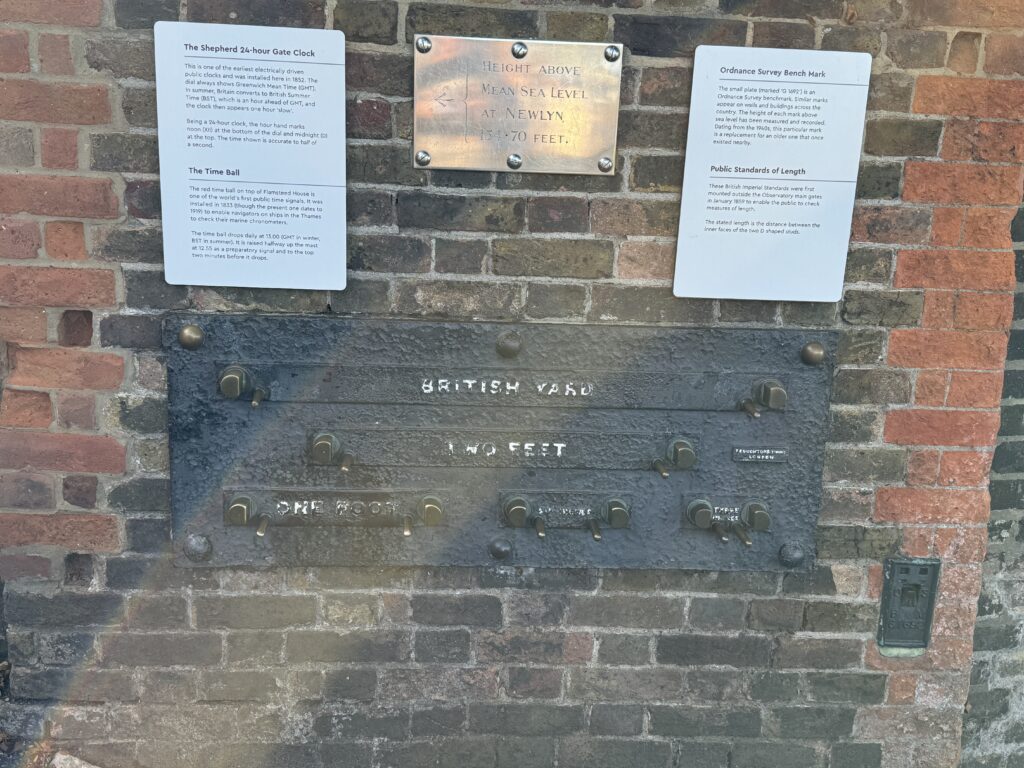 The Shepherd 24-hour Gate Clock
This is one of the earliest electrically driven
public clocks and was installed here in 1852. The
dial always shows Greenwich Mean Time (GMT).
In summer, Britain converts to British Summer
Time (BST), which is an hour ahead of GMT, and
the clock then appears one hour 'slow'.
Being a 24-hour clock, the hour hand marks
noon (XII) at the bottom of the dial and midnight (0)
at the top. The time shown is accurate to half of
a second.
The Time Ball
The red time ball on top of Flamsteed House is
one of the world's first public time signals. It was
installed in 1833 (though the present one dates to
1919) to enable navigators on ships in the Thames
to check their marine chronometers.
The time ball drops daily at 13.00 (GMT in winter,
BST in summer). It is raised halfway up the mast
at 12.55 as a preparatory signal and to the top
two minutes before it drops.
HEIGHT ABOVE
MEAN SEA LEVEL
AT NEWLYN
154·70 FEET.
Ordnance Survey Bench Mark
The small plate (marked 'G 1692') is an
Ordnance Survey benchmark. Similar marks
appear on walls and buildings across the
country. The height of each mark above
sea level has been measured and recorded.
Dating from the 1940s, this particular mark
is a replacement for an older one that once
existed nearby.
Public Standards of Length
These British Imperial Standards were first
mounted outside the Observatory main gates
in January 1859 to enable the public to check
measures of length.
The stated length is the distance between the
inner faces of the two D shaped studs.
BRITISH YARD
TWO FEET
LONDON
ONE FOOT